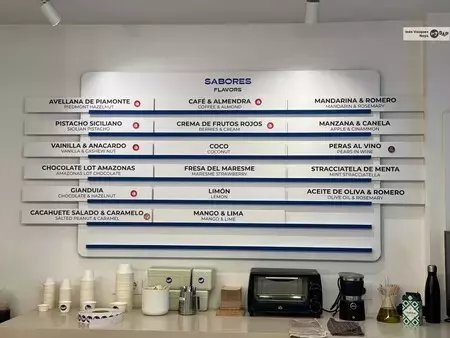 SABORES
FLAVORS
AVELLANA DE PIAMONTE
PIEDMONT HAZELNUT
CAFÉ & ALMENDRA
COFFEE & ALMOND
MANDARINA & ROMERO
MANDARIN & ROSEMARY
PISTACHO SICILIANO
SICILIAN PISTACHO
CREMA DE FRUTOS ROJOS
BERRIES & CREAM
MANZANA & CANELA
APPLE & CINAMMON
VAINILLA & ANACARDO
VANILLA & CASHEW NUT
COCO
COCONUT
PERAS AL VINO
PEARS IN WINE
CHOCOLATE LOT AMAZONAS
AMAZONAS LOT CHOCOLATE
FRESA DEL MARESME
MARESME STRAWBERRY
STRACCIATELLA DE MENTA
MINT STRACCIATELLA
GIANDUIA
CHOCOLATE & HAZELNUT
LIMÓN
LEMON
ACEITE DE OLIVA & ROMERO
OLIVE OIL & ROSEMARY
CACAHUETE SALADO & CARAMELO
SALTED PEANUT & CARAMEL
MANGO & LIMA
MANGO & LIME